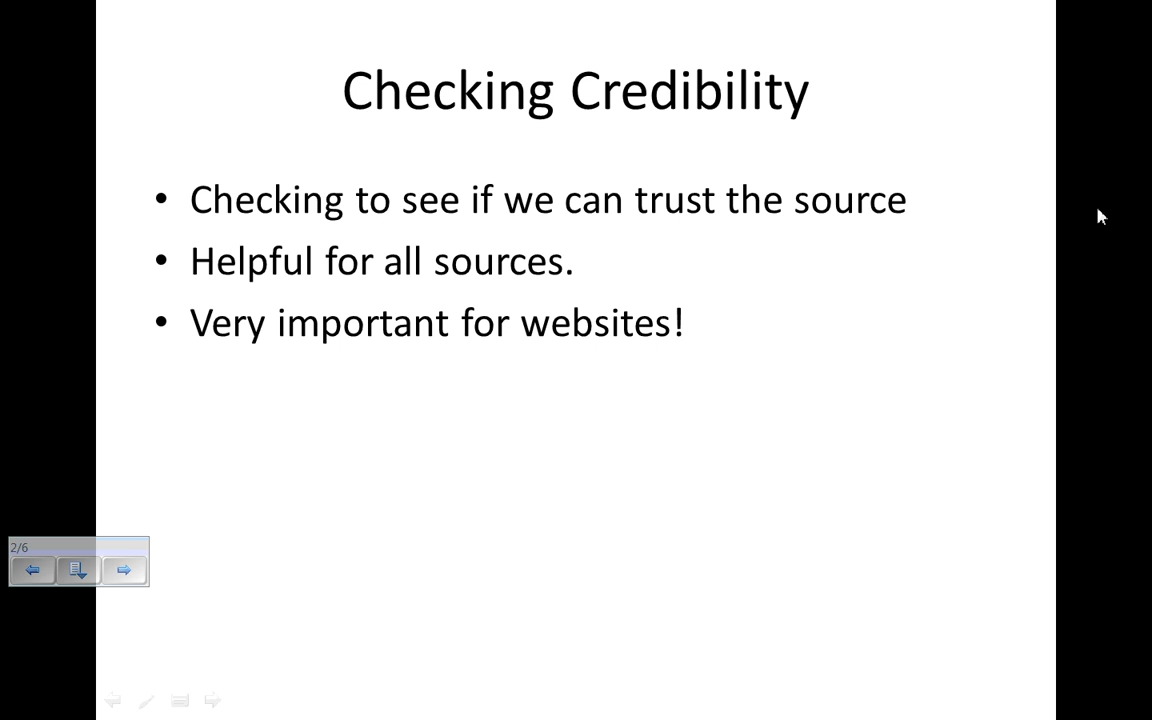 Checking Credibility
• Checking to see if we can trust the source
• Helpful for all sources.
• Very important for websites!
2/6